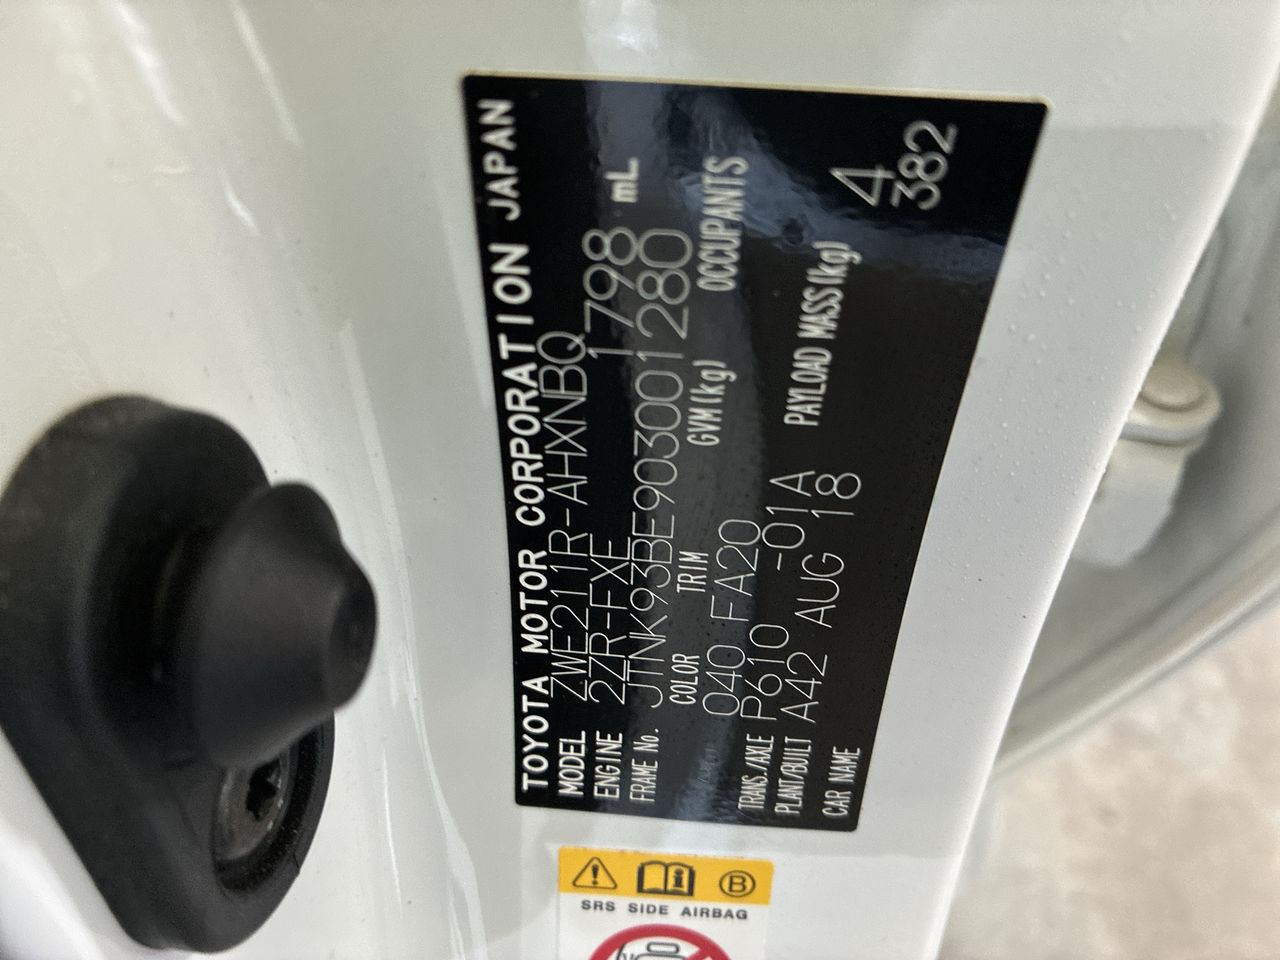 TOYOTA MOTOR CORPORATION JAPAN
MODEL ZWE211R-AHXNBQ
ENGINE 2ZR-FXE 1798 mL
FRAME No. JTNK93BE903001280
COLOR TRIM GVM(kg) OCCUPANTS
040 FA20
TRANS./AXLE P610 -01A PAYLOAD MASS(kg) 4
PLANT/BUILT A42 AUG 18 382
CAR NAME
B
SRS SIDE AIRBAG